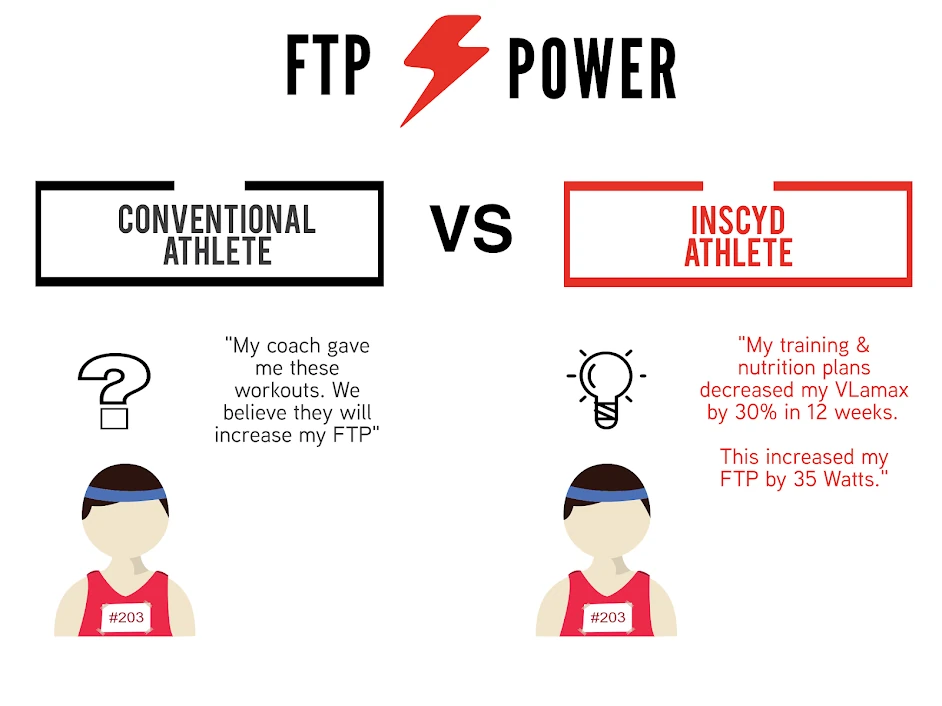 FTP POWER
CONVENTIONAL
ATHLETE
VS
INSCYD
ATHLETE
"My coach gave
me these
workouts. We
believe they will
increase my FTP"
"My training &
nutrition plans
decreased my VLamax
by 30% in 12 weeks.
This increased my
FTP by 35 Watts."
#203
#203